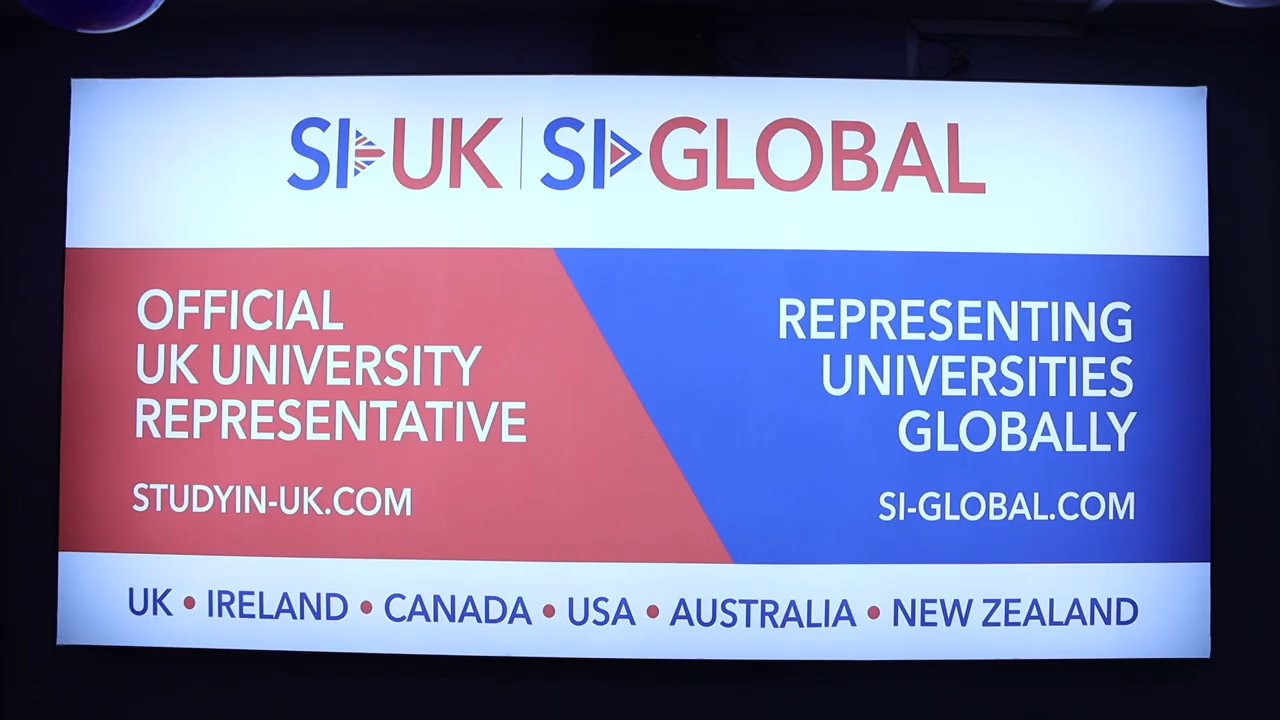 SI-UK | SI-GLOBAL
OFFICIAL
UK UNIVERSITY
REPRESENTATIVE
STUDYIN-UK.COM
REPRESENTING
UNIVERSITIES
GLOBALLY
SI-GLOBAL.COM
UK • IRELAND • CANADA • USA • AUSTRALIA • NEW ZEALAND